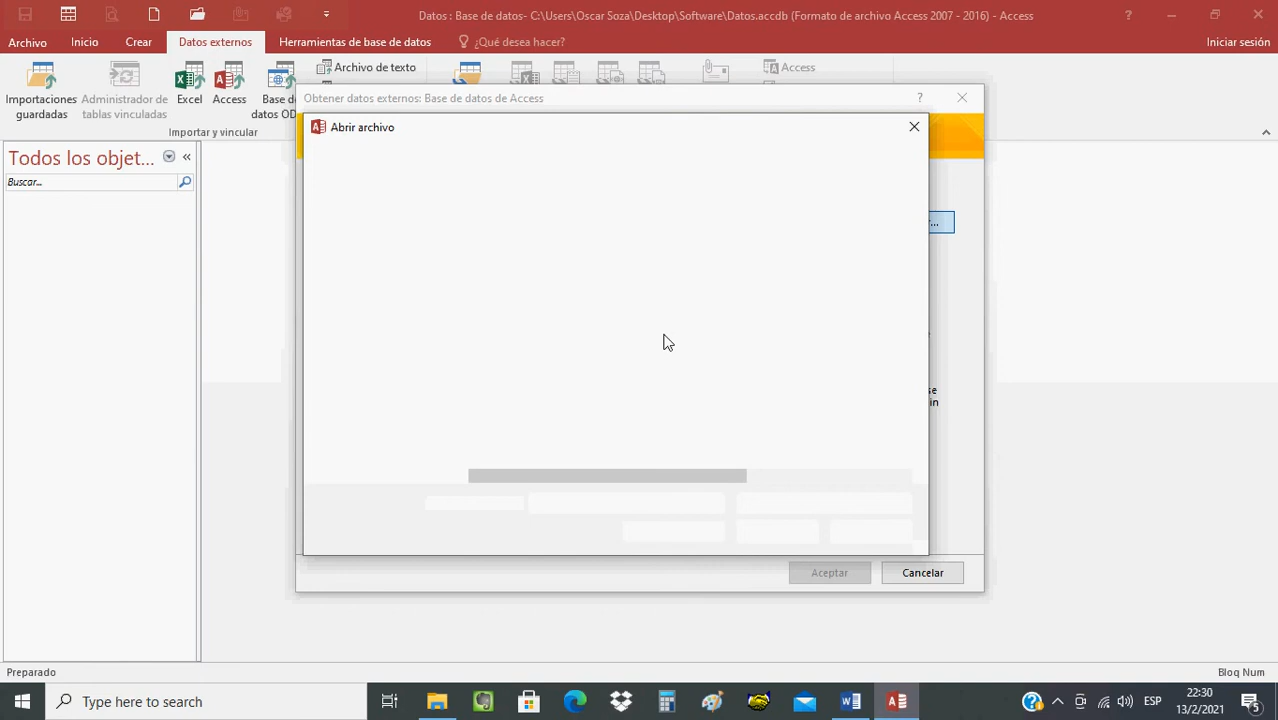 Datos : Base de datos- C:\Users\Oscar Soza\Desktop\Software\Datos.accdb (Formato de archivo Access 2007 - 2016) - Access
Archivo Inicio Crear Datos externos Herramientas de base de datos ¿Qué desea hacer? Iniciar sesión
Importaciones guardadas
Administrador de tablas vinculadas
Excel
Access
Archivo de texto
Access
Importar y vincular
Obtener datos externos: Base de datos de Access
Abrir archivo
Todos los objet...
Buscar...
se
in
Aceptar Cancelar
Preparado Bloq Num
Type here to search
ESP
22:30
13/2/2021
5